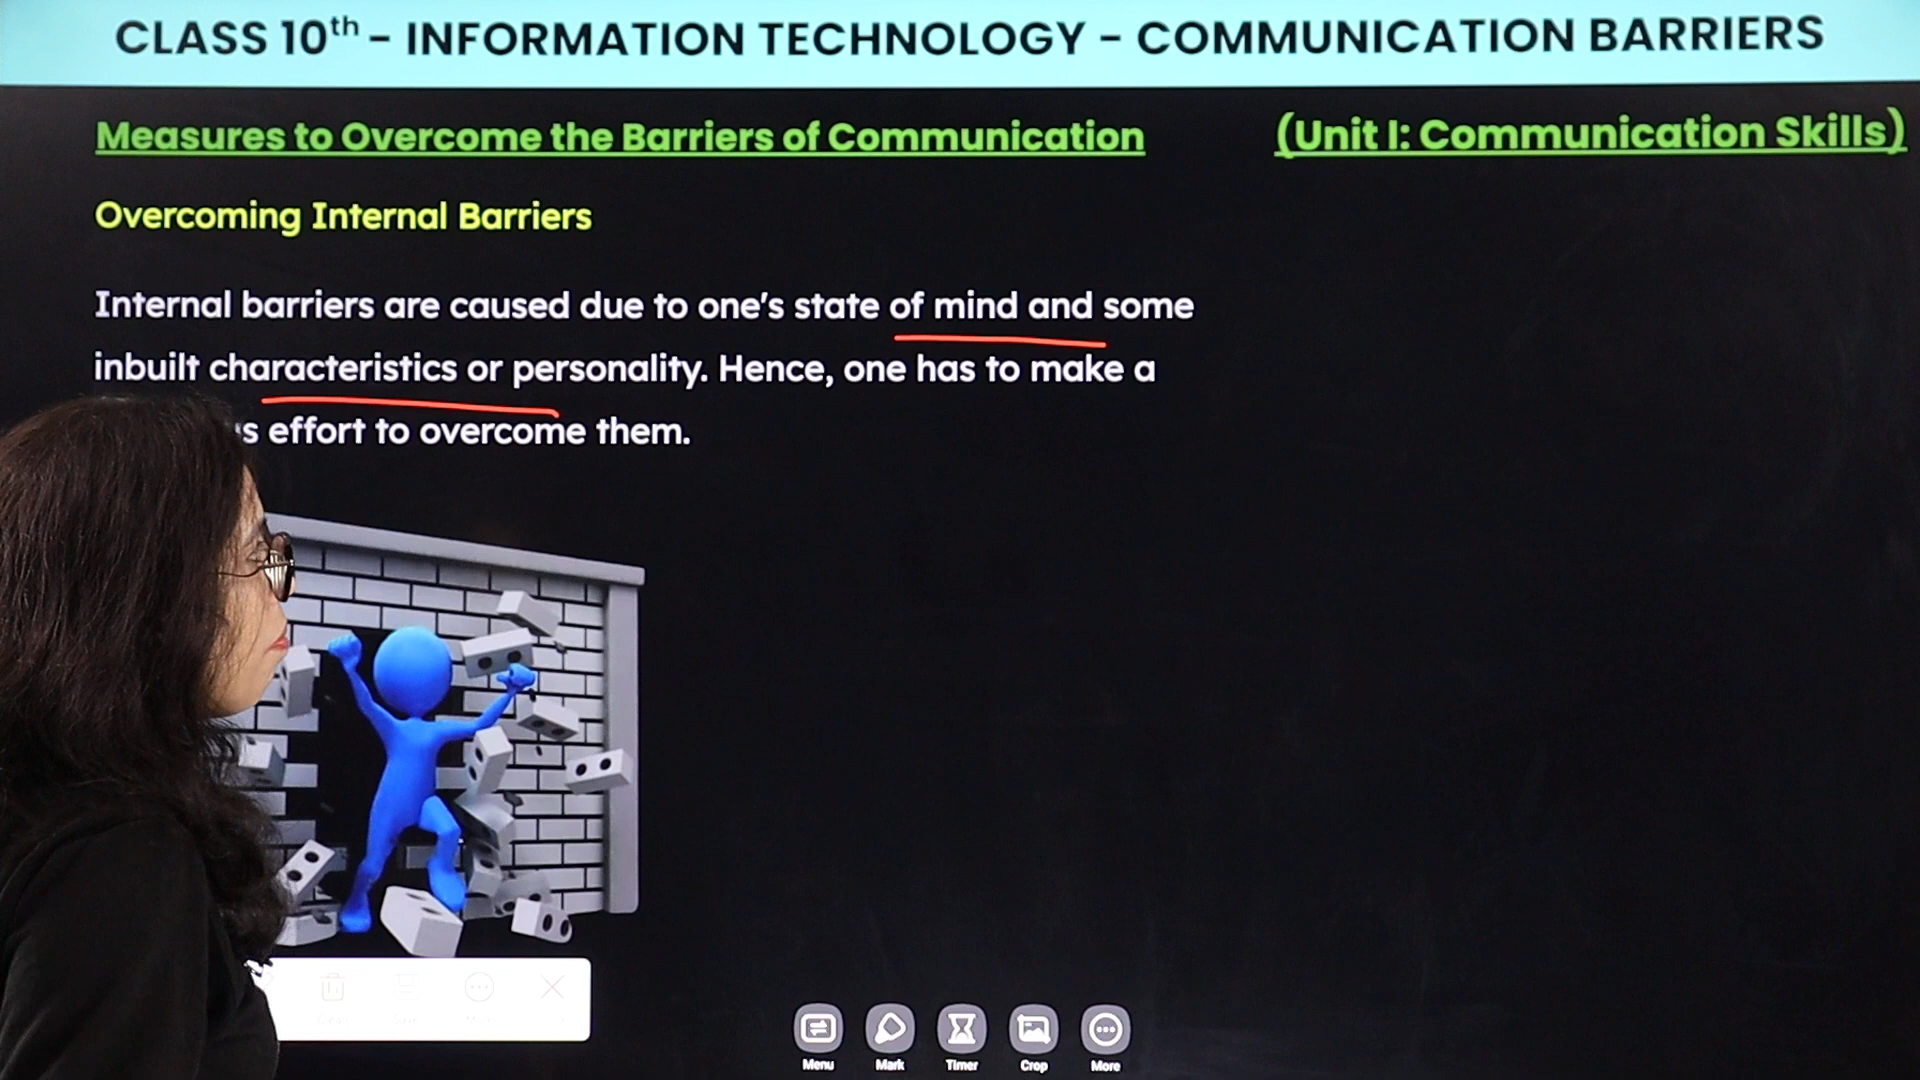 CLASS 10th - INFORMATION TECHNOLOGY - COMMUNICATION BARRIERS
Measures to Overcome the Barriers of Communication (Unit I: Communication Skills)
Overcoming Internal Barriers
Internal barriers are caused due to one's state of mind and some
inbuilt characteristics or personality. Hence, one has to make a
effort to overcome them.
Menu Mark Timer Crop More